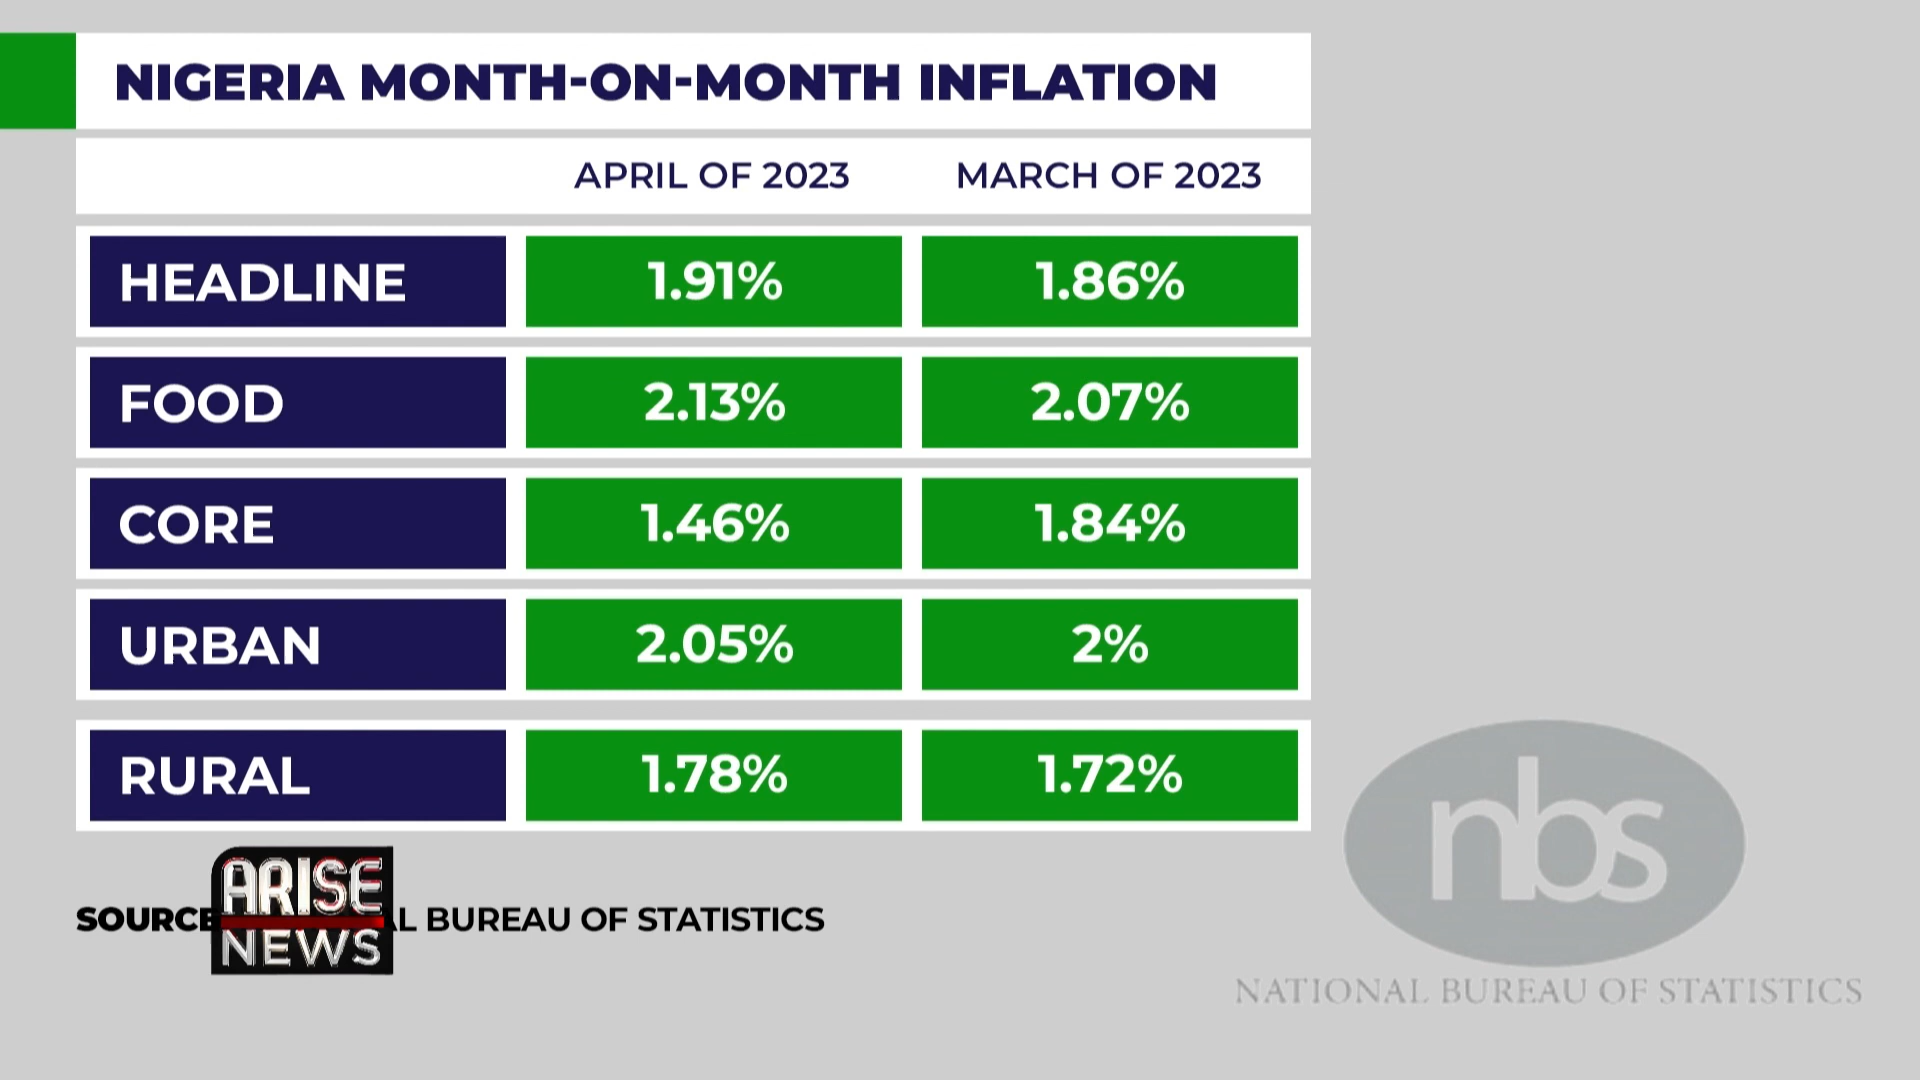 NIGERIA MONTH-ON-MONTH INFLATION
APRIL OF 2023 MARCH OF 2023
HEADLINE 1.91% 1.86%
FOOD 2.13% 2.07%
CORE 1.46% 1.84%
URBAN 2.05% 2%
RURAL 1.78% 1.72%
ARISE
NEWS
SOURCE BUREAU OF STATISTICS
nbs
NATIONAL BUREAU OF STATISTICS